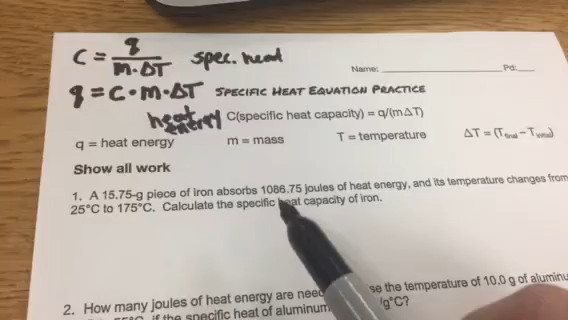 C = q / m·ΔT spec. heat
Name: Pd:
q = C·m·ΔT SPECIFIC HEAT EQUATION PRACTICE
heat energy C(specific heat capacity) = q/(mΔT)
q = heat energy m = mass T = temperature ΔT = (Tfinal – Tinitial)
Show all work
1. A 15.75-g piece of iron absorbs 1086.75 joules of heat energy, and its temperature changes from
25°C to 175°C. Calculate the specific heat capacity of iron.
2. How many joules of heat energy are se the temperature of 10.0 g of
if the specific heat of aluminum /g°C?